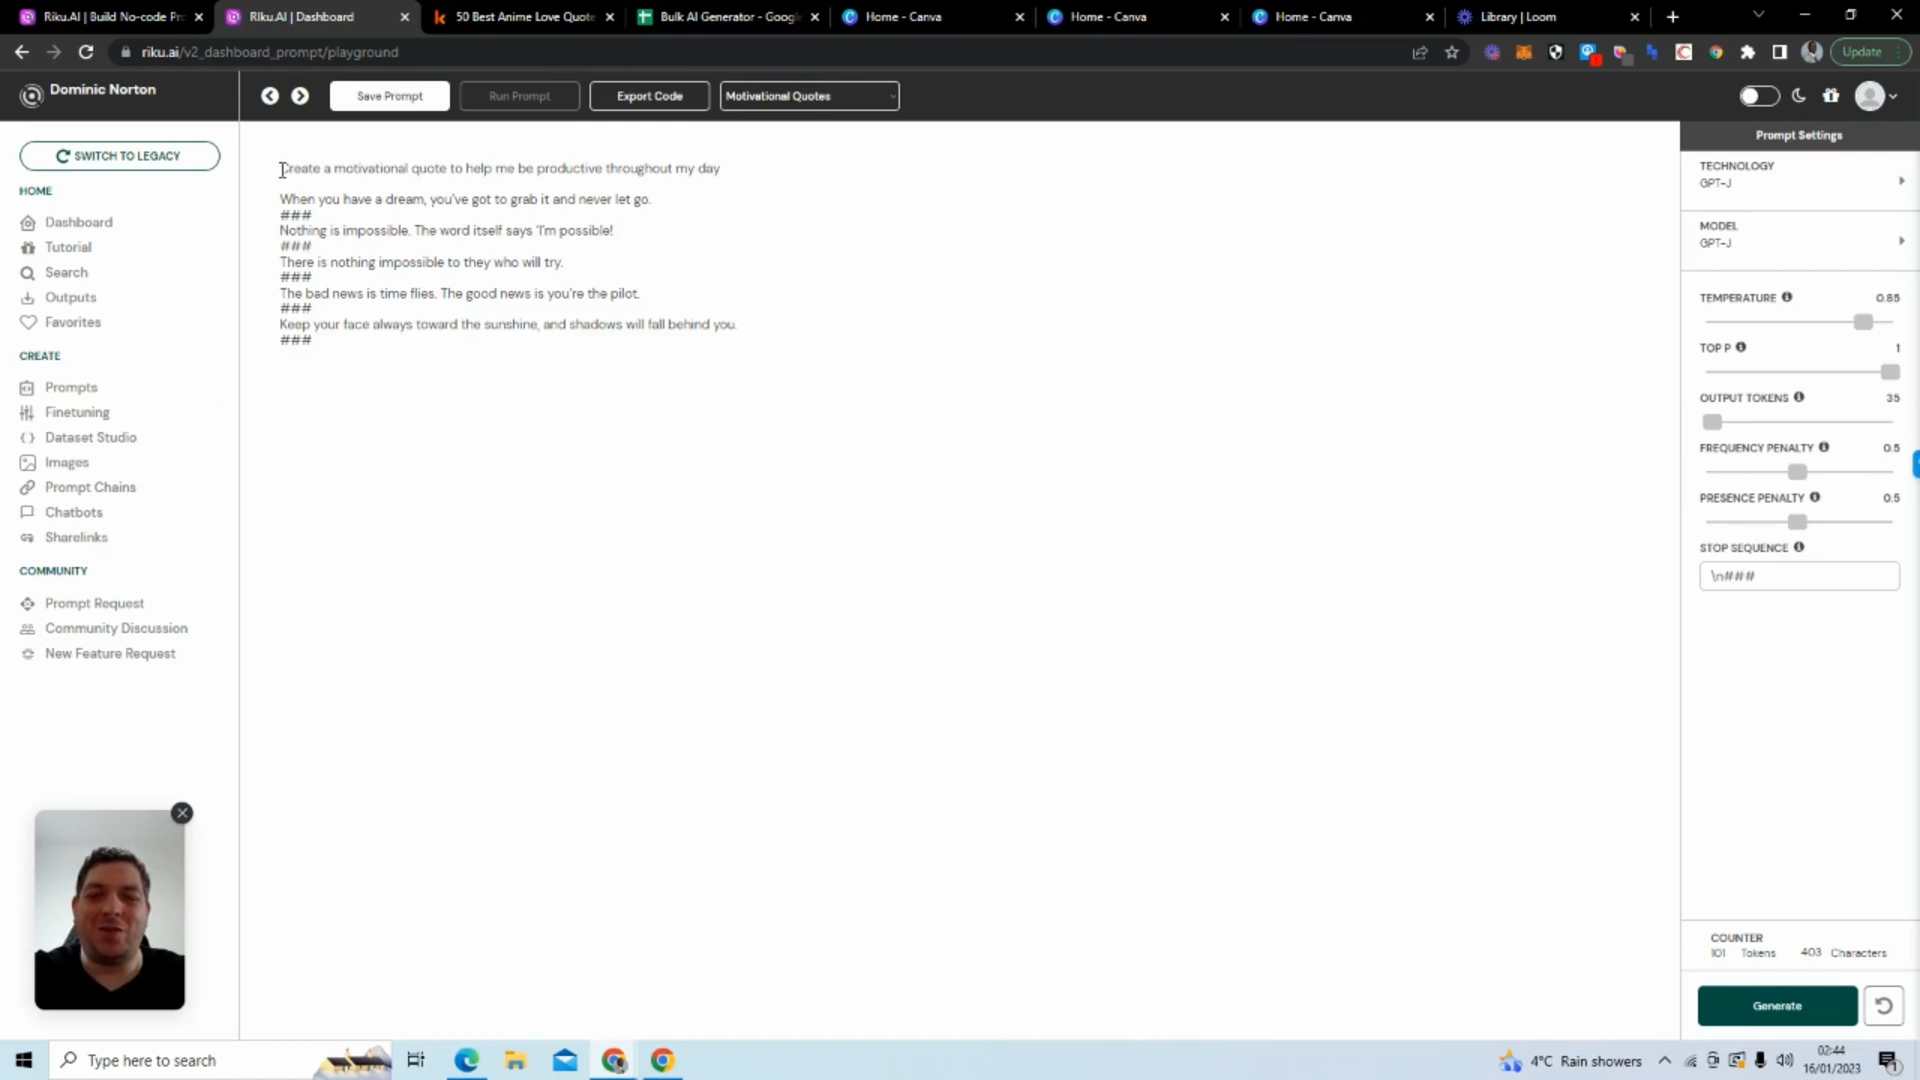 Riku.AI | Build No-code Pr
Riku.AI | Dashboard
50 Best Anime Love Quote
Bulk AI Generator - Googl
Home - Canva
Home - Canva
Home - Canva
Library | Loom
riku.ai/v2_dashboard_prompt/playground
Update
Dominic Norton
Save Prompt
Run Prompt
Export Code
Motivational Quotes
SWITCH TO LEGACY
HOME
Dashboard
Tutorial
Search
Outputs
Favorites
CREATE
Prompts
Finetuning
Dataset Studio
Images
Prompt Chains
Chatbots
Sharelinks
COMMUNITY
Prompt Request
Community Discussion
New Feature Request
Create a motivational quote to help me be productive throughout my day
When you have a dream, you've got to grab it and never let go.
###
Nothing is impossible. The word itself says 'I'm possible!
###
There is nothing impossible to they who will try.
###
The bad news is time flies. The good news is you're the pilot.
###
Keep your face always toward the sunshine, and shadows will fall behind you.
###
Prompt Settings
TECHNOLOGY
GPT-J
MODEL
GPT-J
TEMPERATURE 0.85
TOP P 1
OUTPUT TOKENS 35
FREQUENCY PENALTY 0.5
PRESENCE PENALTY 0.5
STOP SEQUENCE
\n###
COUNTER
101 Tokens 403 Characters
Generate
Type here to search
4°C Rain showers
02:44
16/01/2023